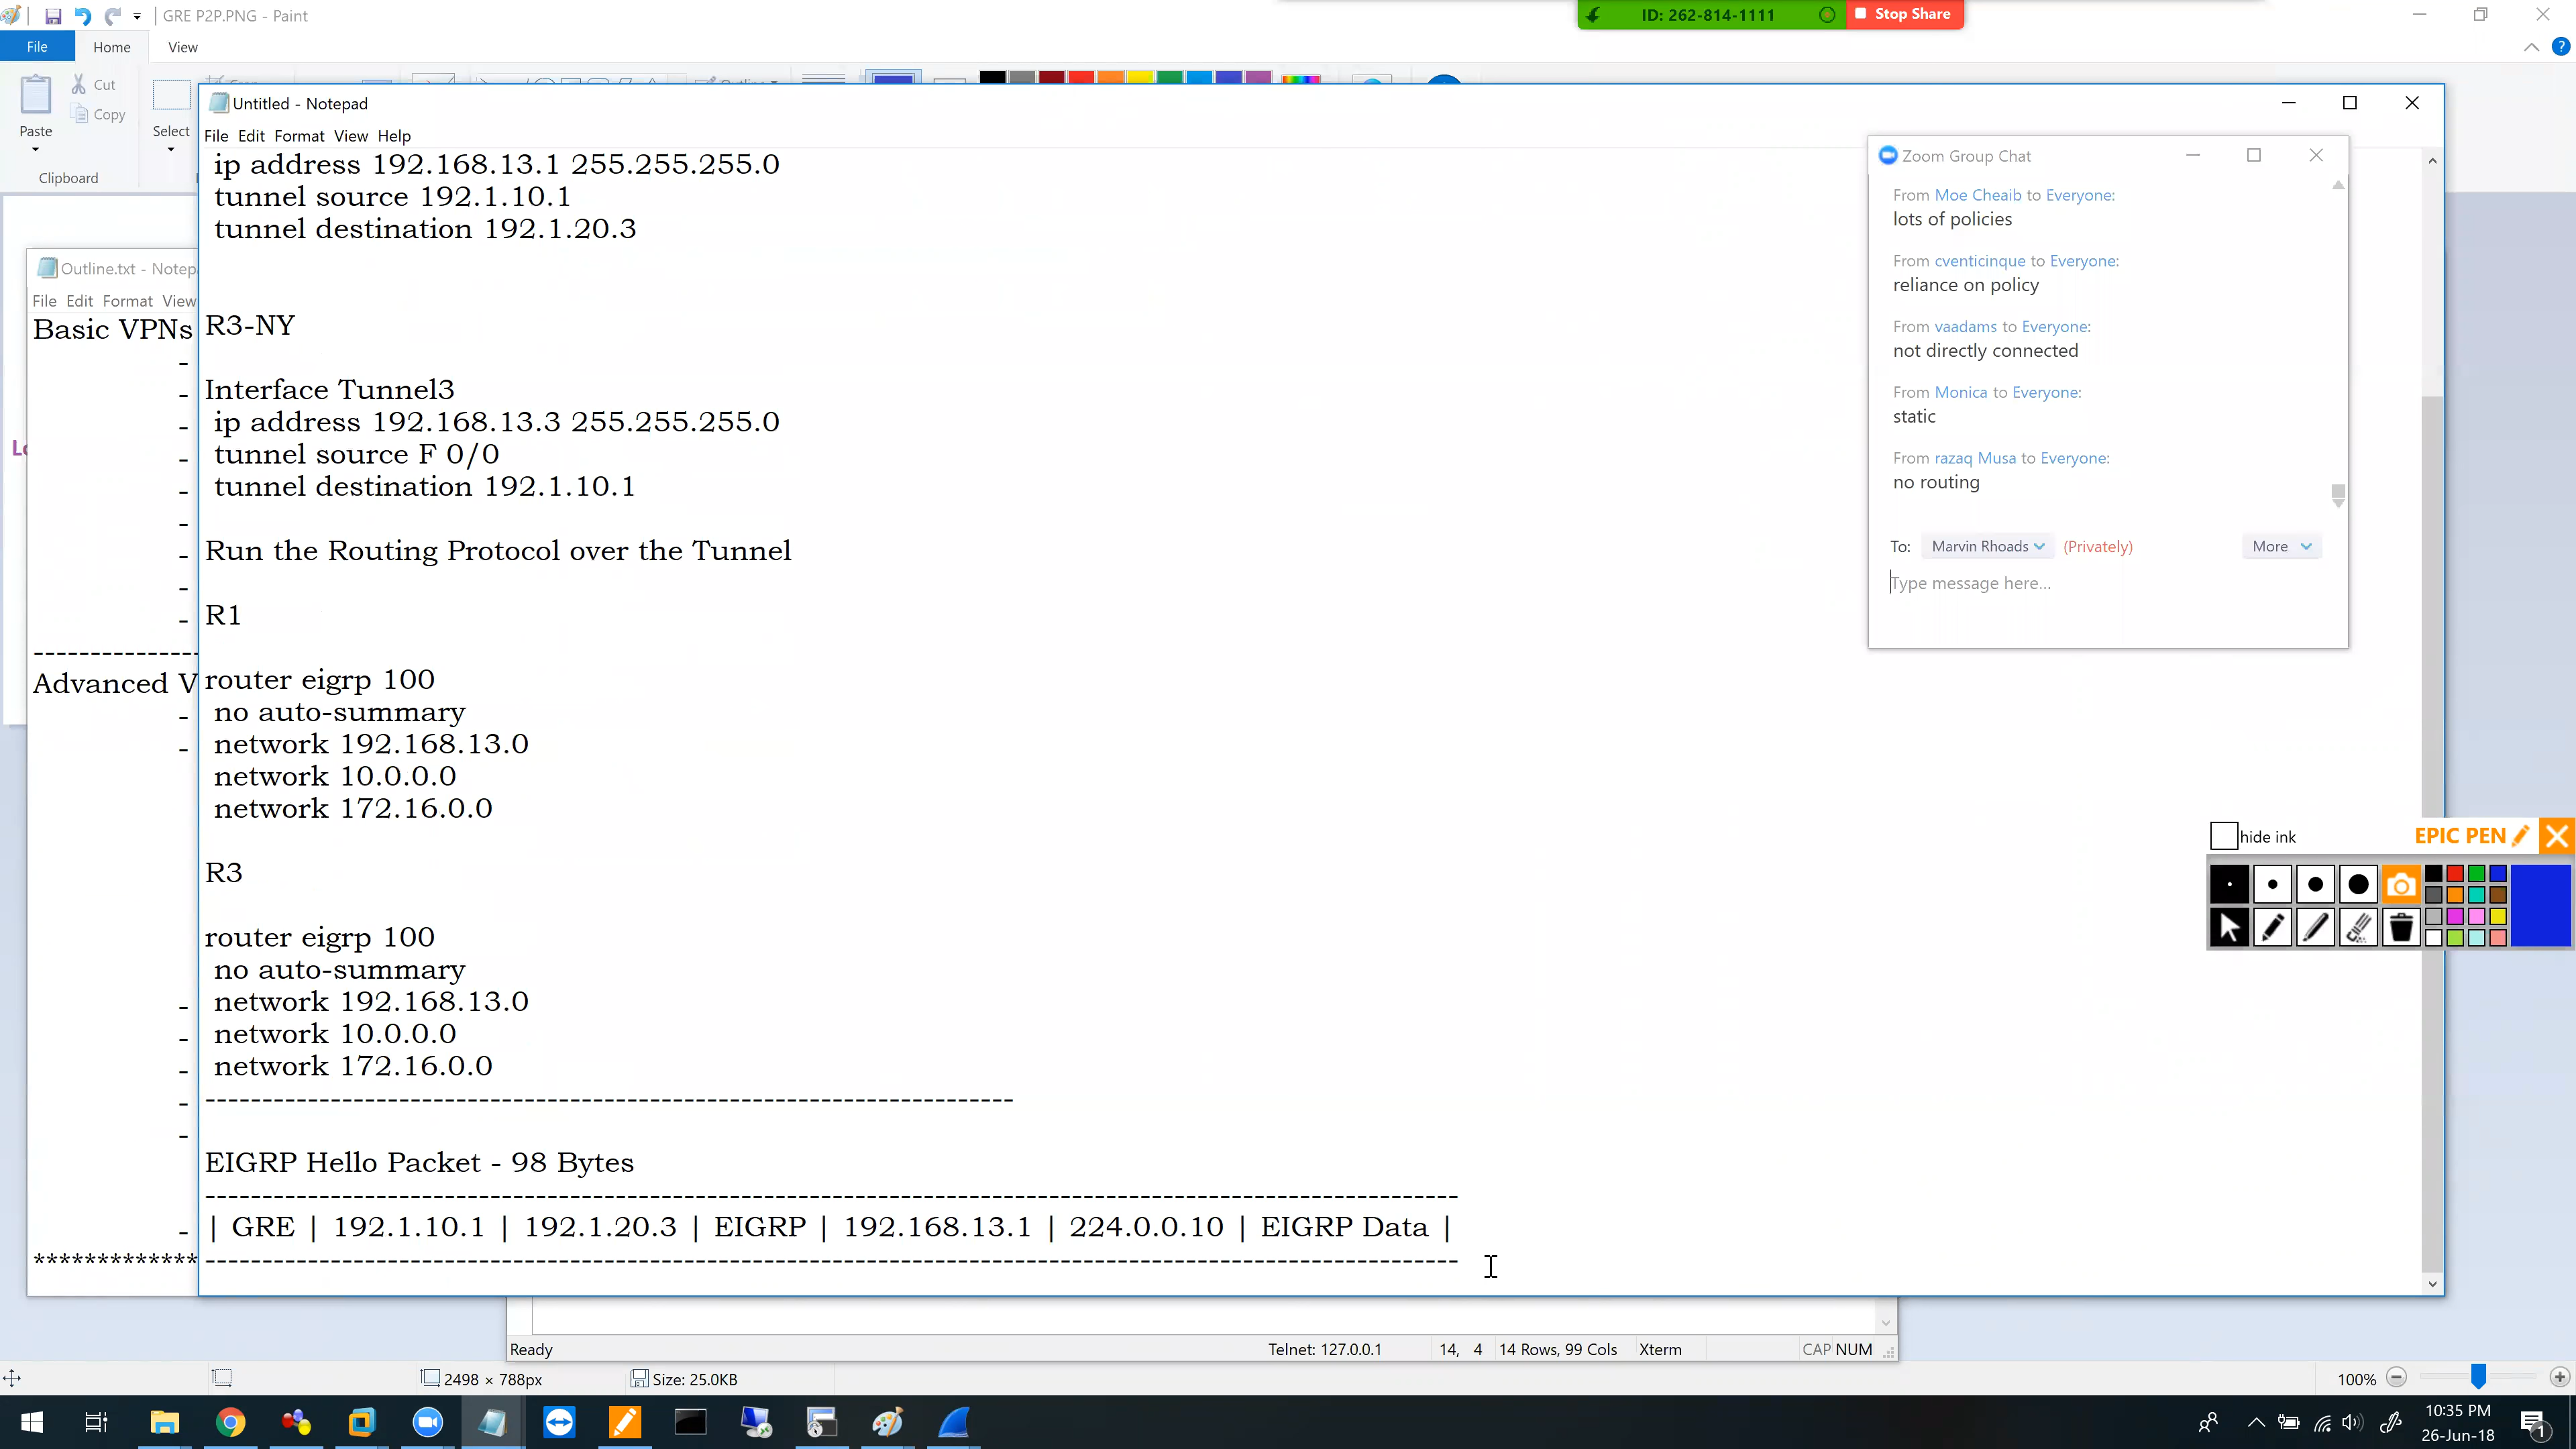 GRE P2P.PNG - Paint
ID: 262-814-1111
Stop Share
File Home View
Paste
Cut
Copy
Select
Clipboard
Untitled - Notepad
File Edit Format View Help
ip address 192.168.13.1 255.255.255.0
tunnel source 192.1.10.1
tunnel destination 192.1.20.3
R3-NY
Interface Tunnel3
ip address 192.168.13.3 255.255.255.0
tunnel source F 0/0
tunnel destination 192.1.10.1
Run the Routing Protocol over the Tunnel
R1
router eigrp 100
no auto-summary
network 192.168.13.0
network 10.0.0.0
network 172.16.0.0
R3
router eigrp 100
no auto-summary
network 192.168.13.0
network 10.0.0.0
network 172.16.0.0
----------------------------------------------------------------------
EIGRP Hello Packet - 98 Bytes
------------------------------------------------------------------------------------------------------------
| GRE | 192.1.10.1 | 192.1.20.3 | EIGRP | 192.168.13.1 | 224.0.0.10 | EIGRP Data |
------------------------------------------------------------------------------------------------------------
Outline.txt - Notep
File Edit Format View
Basic VPNs
Advanced V
*************
Zoom Group Chat
From Moe Cheaib to Everyone:
lots of policies
From cventicinque to Everyone:
reliance on policy
From vaadams to Everyone:
not directly connected
From Monica to Everyone:
static
From razaq Musa to Everyone:
no routing
To: Marvin Rhoads (Privately) More
Type message here...
hide ink EPIC PEN
Ready Telnet: 127.0.0.1 14, 4 14 Rows, 99 Cols Xterm CAP NUM
2498 × 788px Size: 25.0KB 100%
10:35 PM
26-Jun-18
1